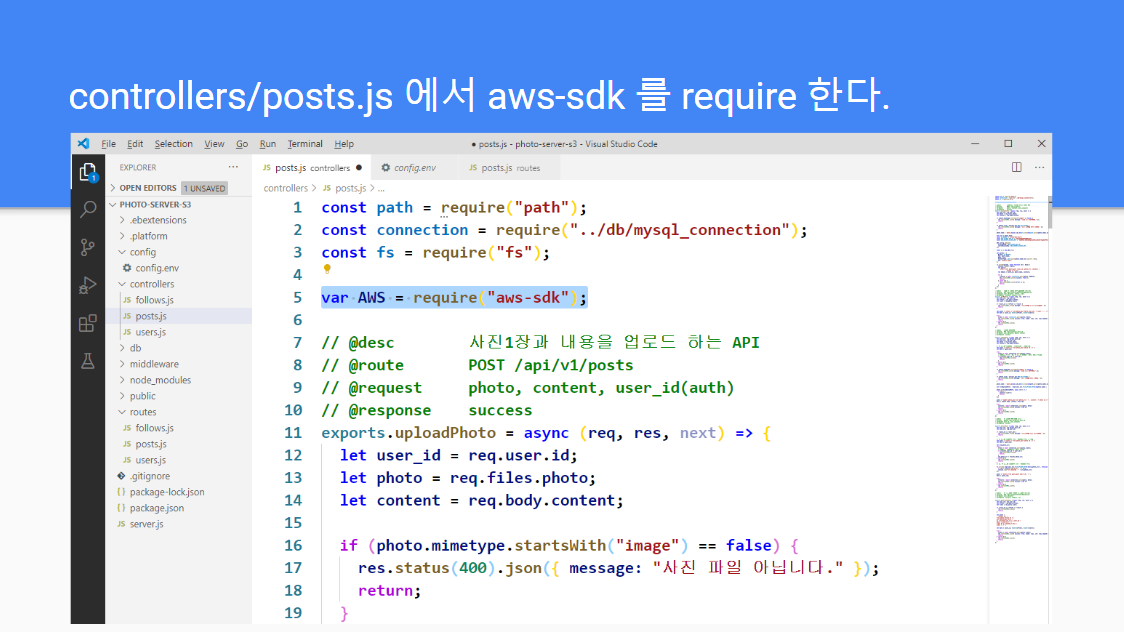 controllers/posts.js 에서 aws-sdk 를 require 한다.
File Edit Selection View Go Run Terminal Help
● posts.js - photo-server-s3 - Visual Studio Code
EXPLORER
OPEN EDITORS 1 UNSAVED
PHOTO-SERVER-S3
.ebextensions
.platform
config
config.env
controllers
follows.js
posts.js
users.js
db
middleware
node_modules
public
routes
follows.js
posts.js
users.js
.gitignore
package-lock.json
package.json
server.js
1
JS posts.js controllers ● config.env JS posts.js routes
controllers > JS posts.js > ...
1 const path = require("path");
2 const connection = require("../db/mysql_connection");
3 const fs = require("fs");
4
5 var AWS = require("aws-sdk");
6
7 // @desc 사진1장과 내용을 업로드 하는 API
8 // @route POST /api/v1/posts
9 // @request photo, content, user_id(auth)
10 // @response success
11 exports.uploadPhoto = async (req, res, next) => {
12 let user_id = req.user.id;
13 let photo = req.files.photo;
14 let content = req.body.content;
15
16 if (photo.mimetype.startsWith("image") == false) {
17 res.status(400).json({ message: "사진 파일 아닙니다." });
18 return;
19 }